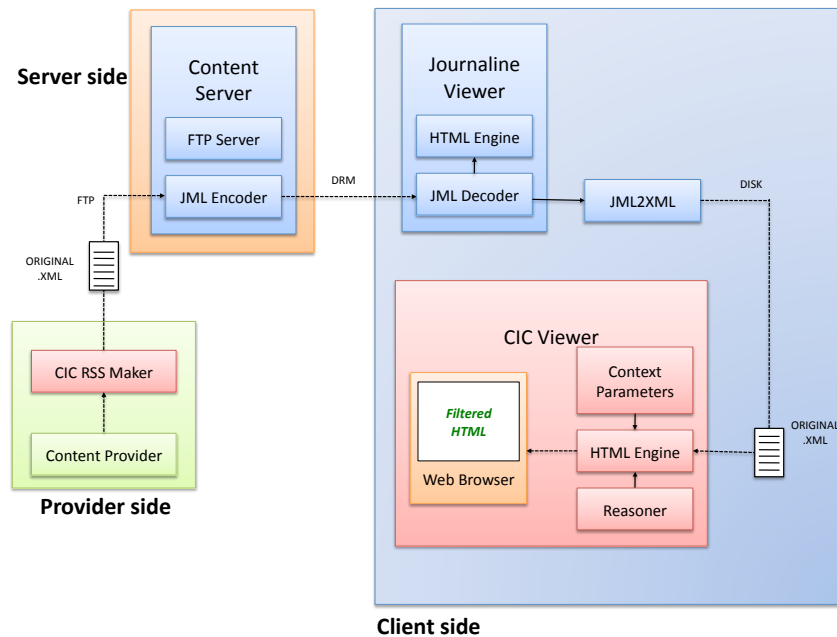 Server side
Content
Server
FTP Server
JML Encoder
FTP
ORIGINAL
.XML
CIC RSS Maker
Content Provider
Provider side
DRM
Journaline
Viewer
HTML Engine
JML Decoder
JML2XML
DISK
CIC Viewer
Context
Parameters
Filtered
HTML
HTML Engine
Web Browser
Reasoner
ORIGINAL
.XML
Client side